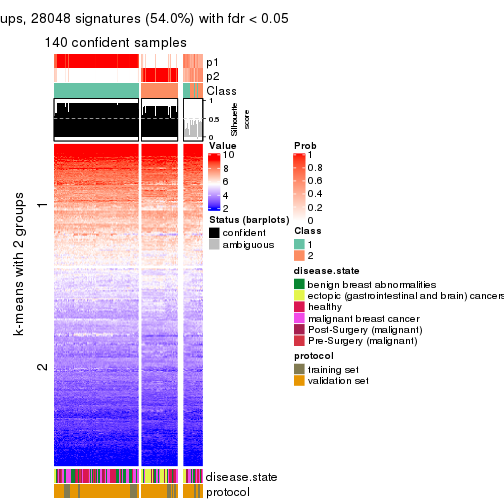 ups, 28048 signatures (54.0%) with fdr < 0.05
140 confident samples
p1
p2
Class
1
0.5
0
Silhouette
score
k-means with 2 groups
1
2
Value
10
8
6
4
2
Status (barplots)
confident
ambiguous
Prob
1
0.8
0.6
0.4
0.2
0
Class
1
2
disease.state
benign breast abnormalities
ectopic (gastrointestinal and brain) cancers
healthy
malignant breast cancer
Post-Surgery (malignant)
Pre-Surgery (malignant)
protocol
training set
validation set
disease.state
protocol